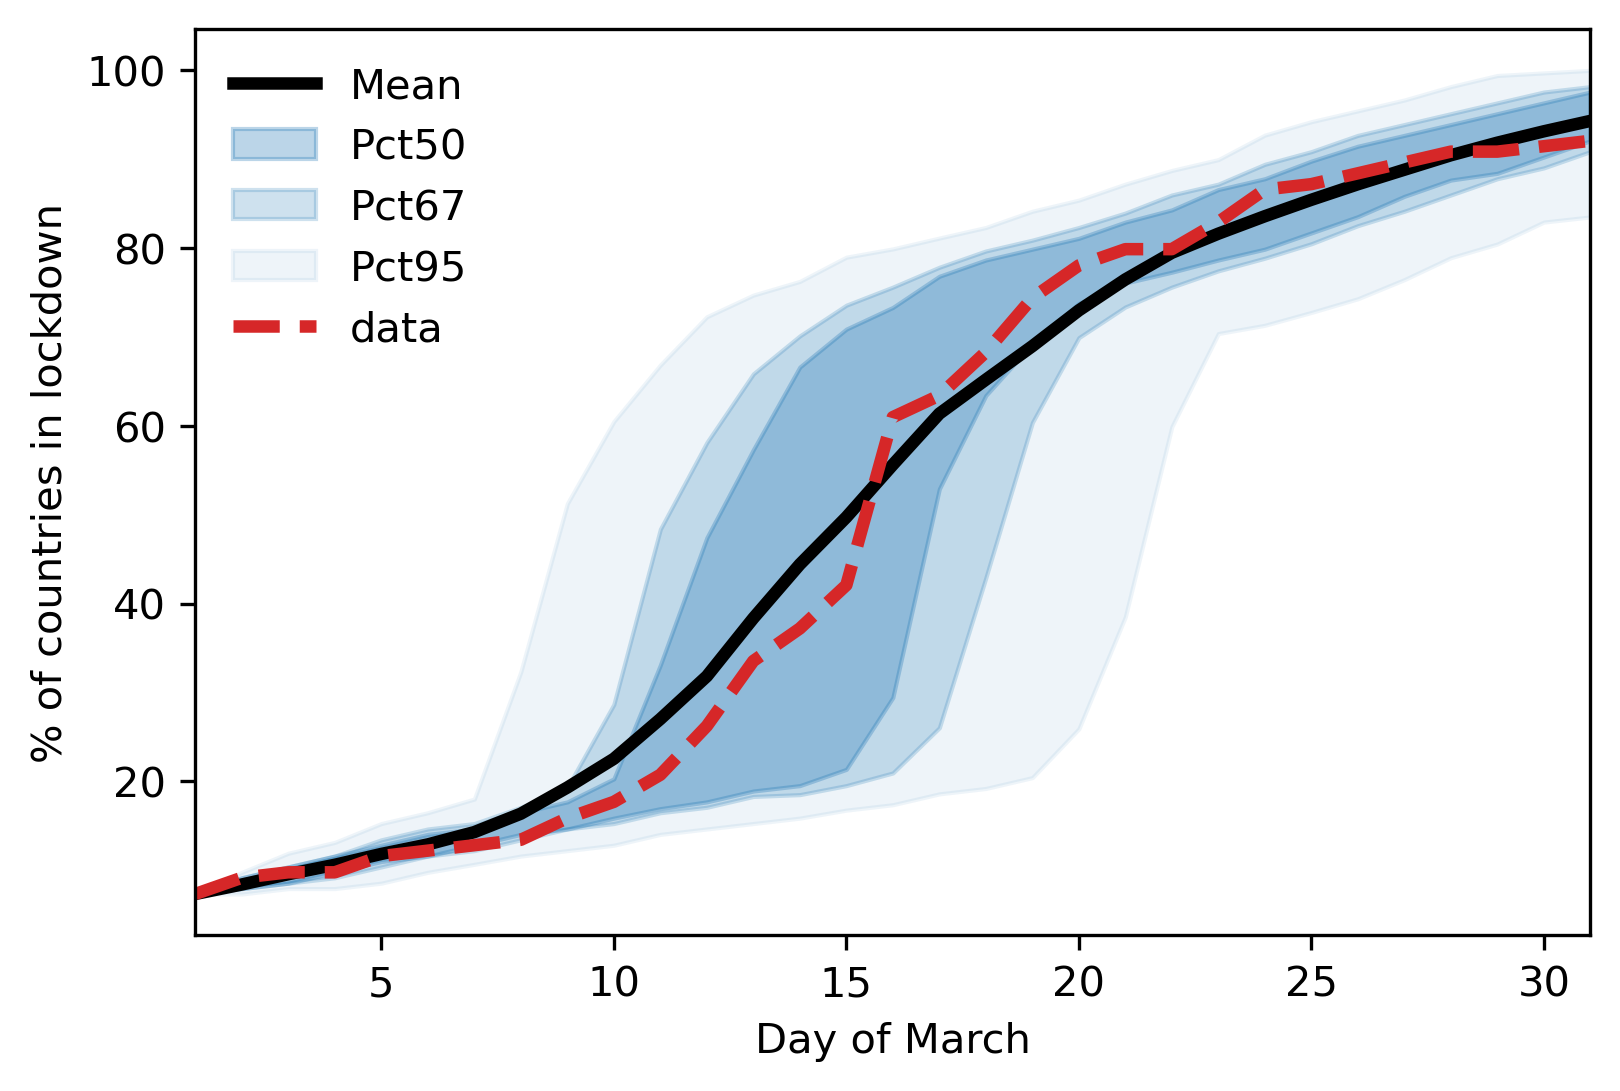 100
80
60
40
20
% of countries in lockdown
Mean
Pct50
Pct67
Pct95
data
5 10 15 20 25 30
Day of March